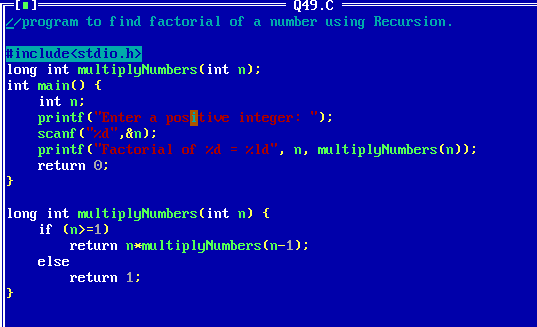 Q49.C
//program to find factorial of a number using Recursion.
#include<stdio.h>
long int multiplyNumbers(int n);
int main() {
    int n;
    printf("Enter a positive integer: ");
    scanf("%d",&n);
    printf("Factorial of %d = %ld", n, multiplyNumbers(n));
    return 0;
}
long int multiplyNumbers(int n) {
    if (n>=1)
        return n*multiplyNumbers(n-1);
    else
        return 1;
}